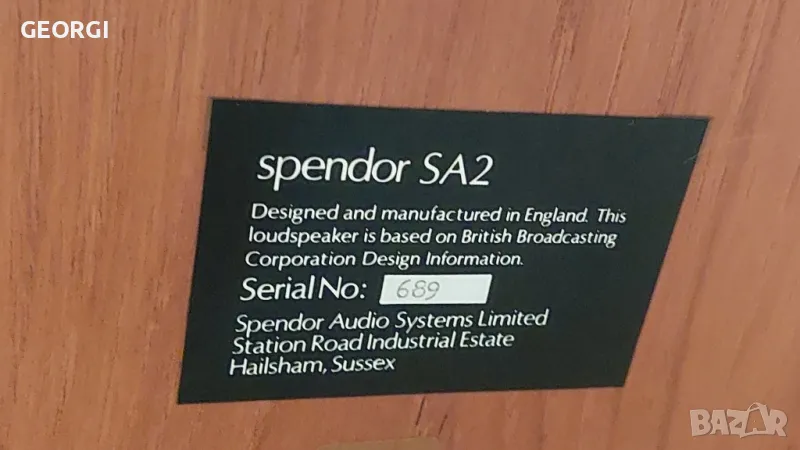 GEORGI
spendor SA2
Designed and manufactured in England. This
loudspeaker is based on British Broadcasting
Corporation Design Information.
Serial No: 689
Spendor Audio Systems Limited
Station Road Industrial Estate
Hailsham, Sussex
BAZAR